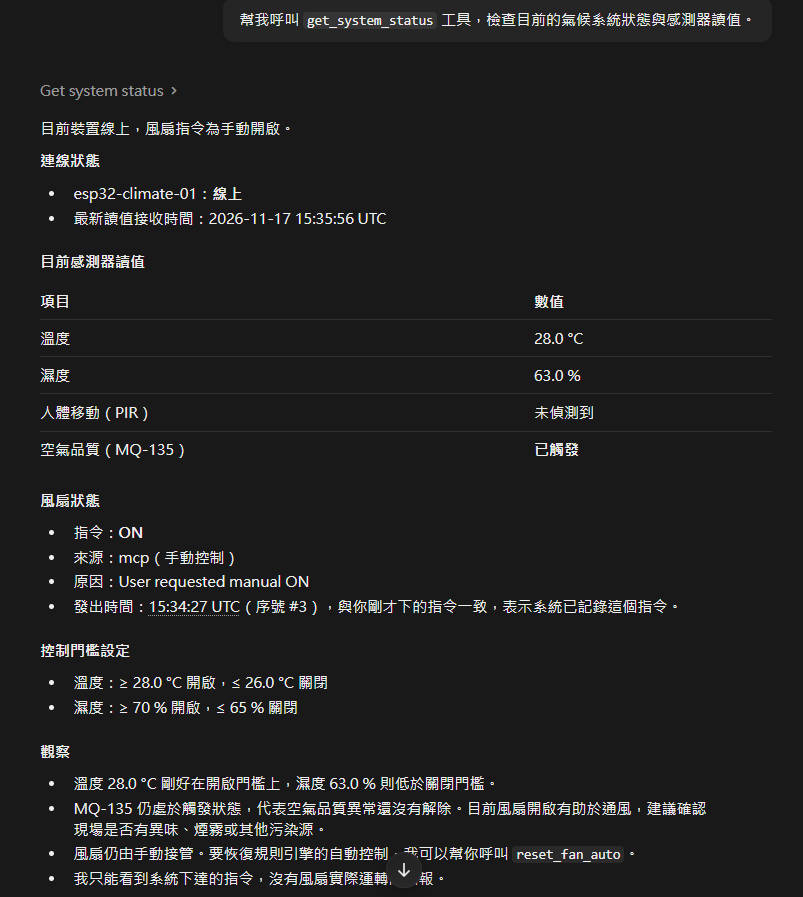 幫我呼叫 get_system_status 工具，檢查目前的氣候系統狀態與感測器讀值。
Get system status >
目前裝置線上，風扇指令為手動開啟。
連線狀態
• esp32-climate-01：線上
• 最新讀值接收時間：2026-11-17 15:35:56 UTC
目前感測器讀值
項目 數值
溫度 28.0 °C
濕度 63.0 %
人體移動（PIR） 未偵測到
空氣品質（MQ-135） 已觸發
風扇狀態
• 指令：ON
• 來源：mcp（手動控制）
• 原因：User requested manual ON
• 發出時間：15:34:27 UTC（序號 #3），與你剛才下的指令一致，表示系統已記錄這個指令。
控制門檻設定
• 溫度：≥ 28.0 °C 開啟，≤ 26.0 °C 關閉
• 濕度：≥ 70 % 開啟，≤ 65 % 關閉
觀察
• 溫度 28.0 °C 剛好在開啟門檻上，濕度 63.0 % 則低於關閉門檻。
• MQ-135 仍處於觸發狀態，代表空氣品質異常還沒有解除。目前風扇開啟有助於通風，建議確認
現場是否有異味、煙霧或其他污染源。
• 風扇仍由手動接管。要恢復規則引擎的自動控制，我可以幫你呼叫 reset_fan_auto 。
• 我只能看到系統下達的指令，沒有風扇實際運轉 報。